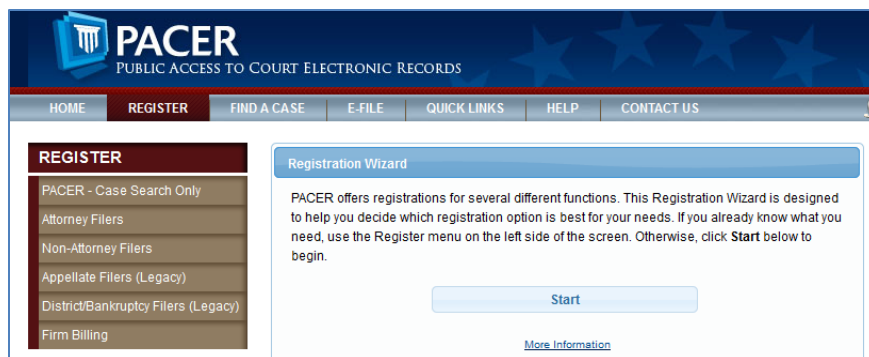 PACER
PUBLIC ACCESS TO COURT ELECTRONIC RECORDS
HOME REGISTER FIND A CASE E-FILE QUICK LINKS HELP CONTACT US
REGISTER
PACER - Case Search Only
Attorney Filers
Non-Attorney Filers
Appellate Filers (Legacy)
District/Bankruptcy Filers (Legacy)
Firm Billing
Registration Wizard
PACER offers registrations for several different functions. This Registration Wizard is designed
to help you decide which registration option is best for your needs. If you already know what you
need, use the Register menu on the left side of the screen. Otherwise, click Start below to
begin.
Start
More Information